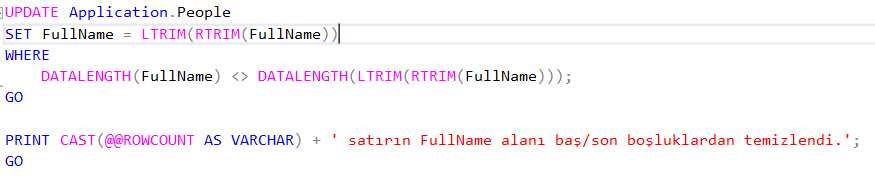 UPDATE Application.People
SET FullName = LTRIM(RTRIM(FullName))
WHERE
    DATALENGTH(FullName) <> DATALENGTH(LTRIM(RTRIM(FullName)));
GO

PRINT CAST(@@ROWCOUNT AS VARCHAR) + ' satırın FullName alanı baş/son boşluklardan temizlendi.';
GO